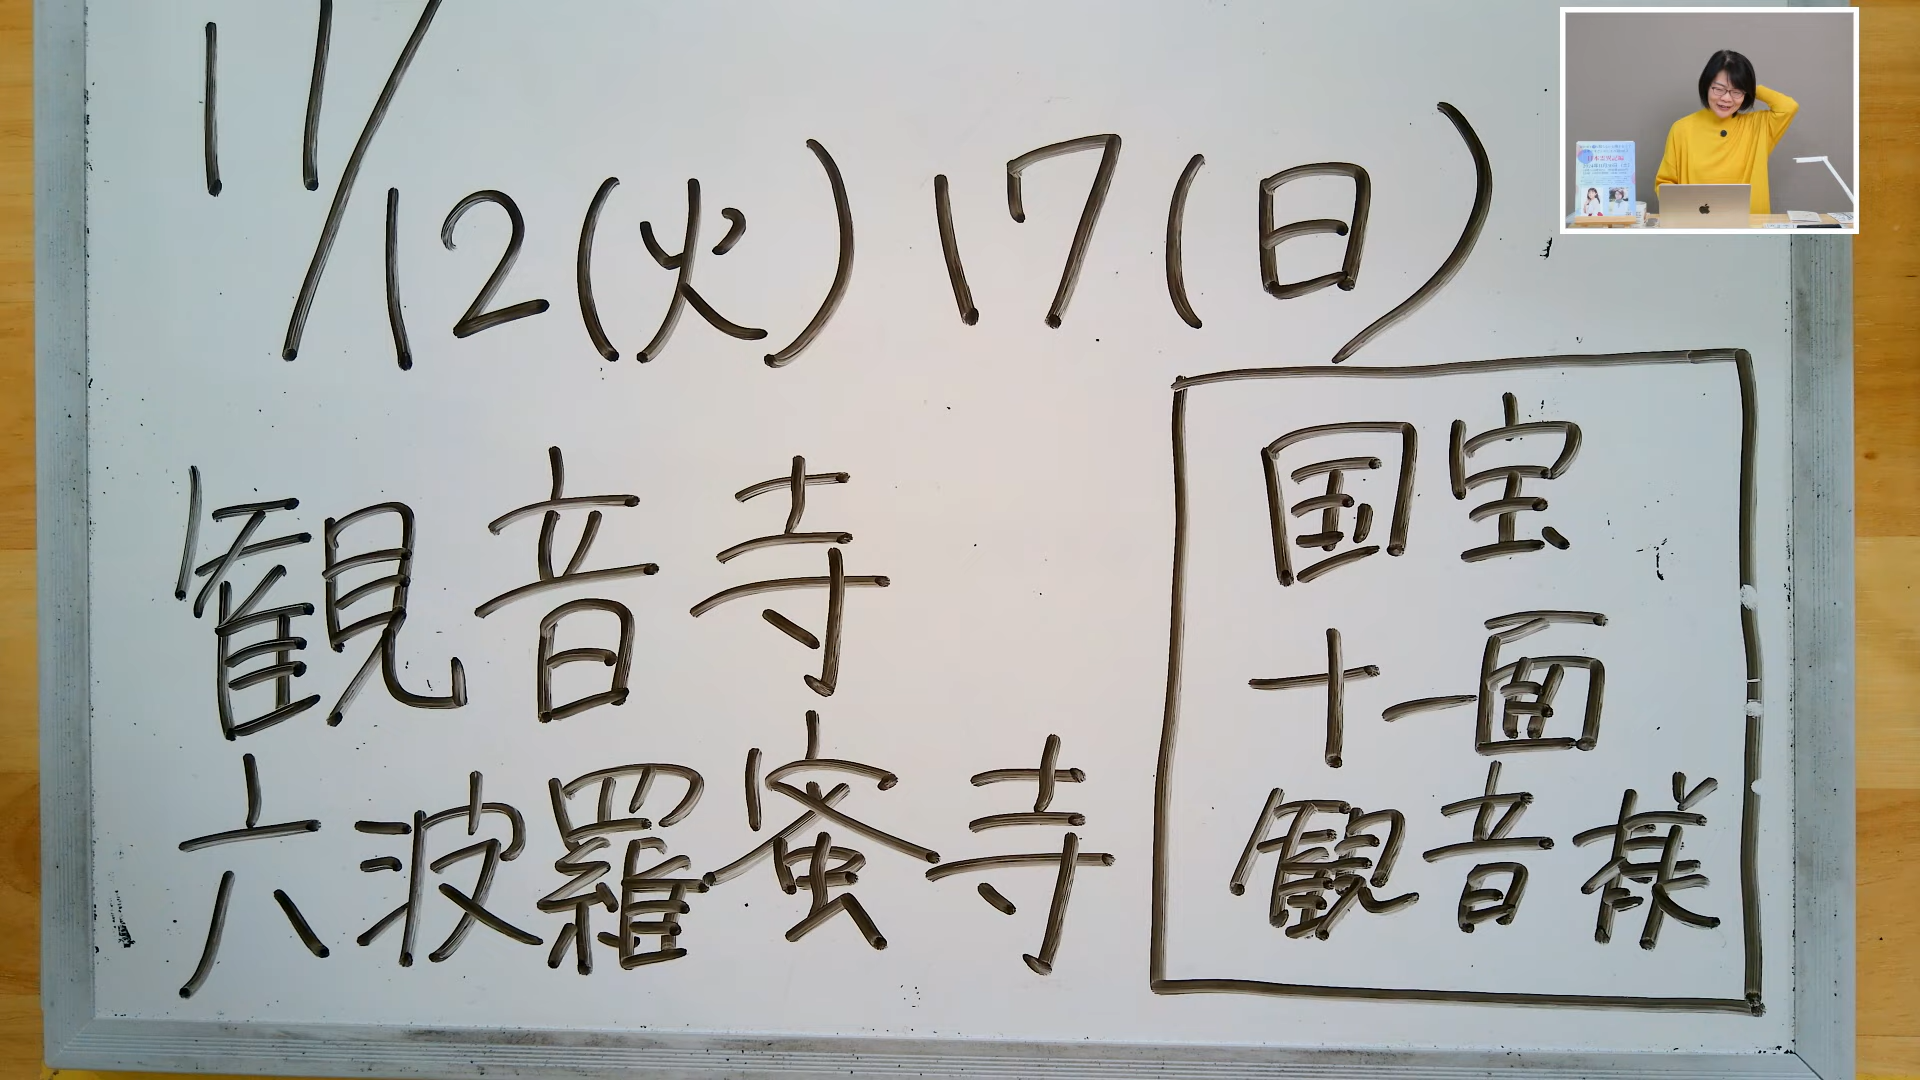 11/12(火)17(日)
観音寺
六波羅蜜寺
国宝
十一面
観音様